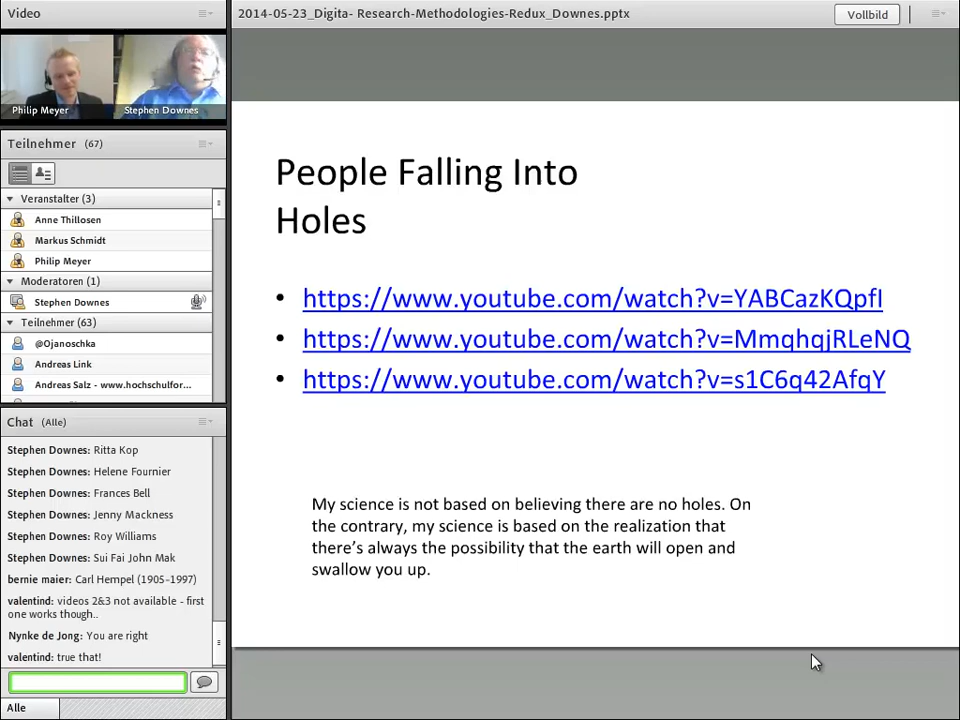 Video
Philip Meyer
Stephen Downes
Teilnehmer (67)
Veranstalter (3)
Anne Thillosen
Markus Schmidt
Philip Meyer
Moderatoren (1)
Stephen Downes
Teilnehmer (63)
@Ojanoschka
Andreas Link
Andreas Salz - www.hochschulfor...
Chat (Alle)
Stephen Downes: Ritta Kop
Stephen Downes: Helene Fournier
Stephen Downes: Frances Bell
Stephen Downes: Jenny Mackness
Stephen Downes: Roy Williams
Stephen Downes: Sui Fai John Mak
bernie maier: Carl Hempel (1905-1997)
valentind: videos 2&3 not available - first
one works though..
Nynke de Jong: You are right
valentind: true that!
Alle
2014-05-23_Digita- Research-Methodologies-Redux_Downes.pptx
Vollbild
People Falling Into
Holes
• https://www.youtube.com/watch?v=YABCazKQpfI
• https://www.youtube.com/watch?v=MmqhqjRLeNQ
• https://www.youtube.com/watch?v=s1C6q42AfqY
My science is not based on believing there are no holes. On
the contrary, my science is based on the realization that
there’s always the possibility that the earth will open and
swallow you up.